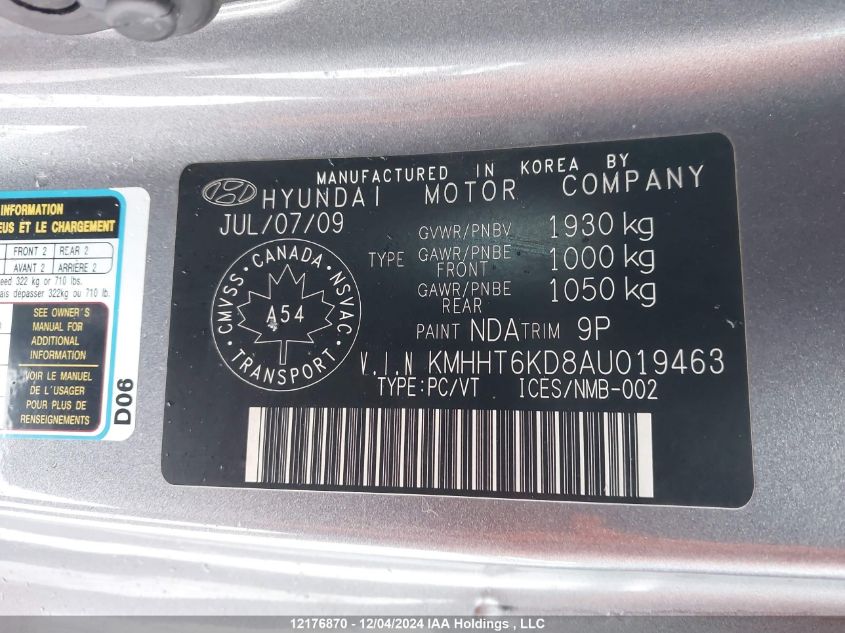 MANUFACTURED IN KOREA BY
HYUNDAI MOTOR COMPANY
JUL/07/09
GVWR/PNBV 1930 kg
TYPE GAWR/PNBE FRONT 1000 kg
GAWR/PNBE REAR 1050 kg
PAINT NDA TRIM 9P
CMVSS · CANADA · NSVAC
A54
· TRANSPORT ·
V.I.N KMHHT6KD8AU019463
TYPE:PC/VT ICES/NMB-002
INFORMATION
EUS ET LE CHARGEMENT
FRONT 2 REAR 2
AVANT 2 ARRIÈRE 2
eed 322 kg or 710 lbs.
ais dépasser 322kg ou 710 lb.
SEE OWNER'S
MANUAL FOR
ADDITIONAL
INFORMATION
VOIR LE MANUEL
DE L'USAGER
POUR PLUS DE
RENSEIGNEMENTS
D06
12176870 - 12/04/2024 IAA Holdings , LLC